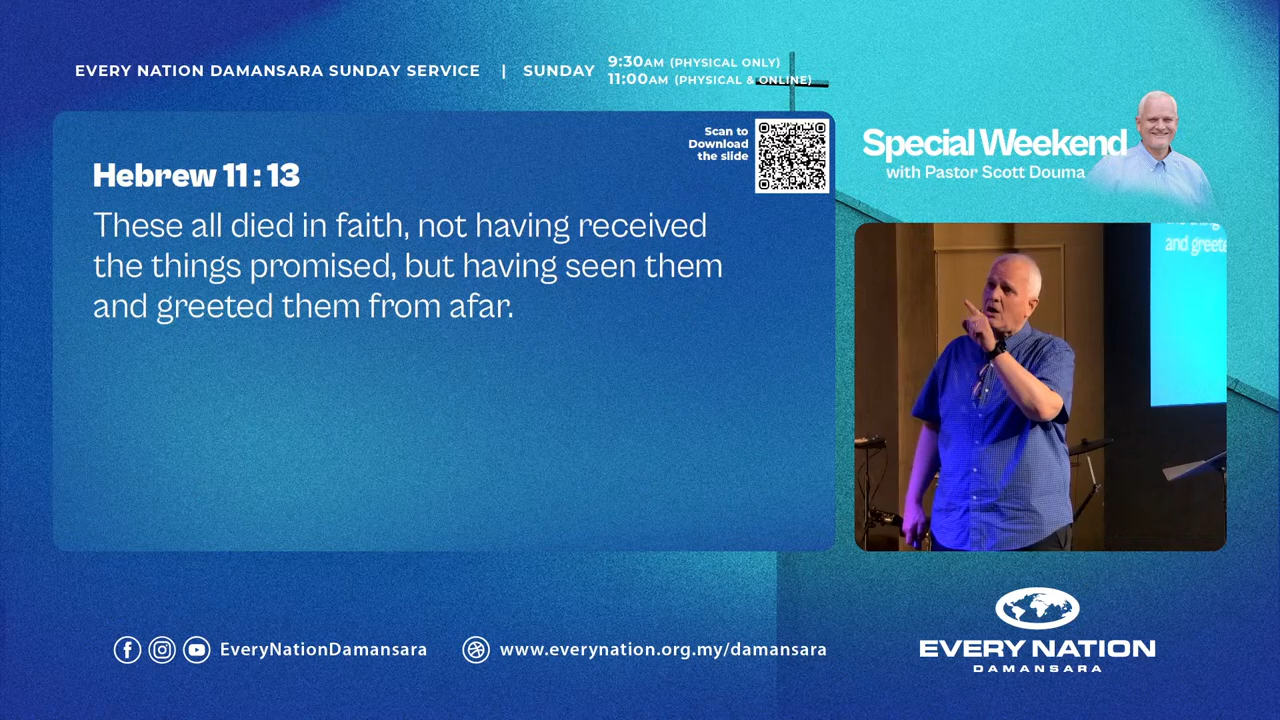 EVERY NATION DAMANSARA SUNDAY SERVICE | SUNDAY
9:30AM (PHYSICAL ONLY)
11:00AM (PHYSICAL & ONLINE)
Scan to
Download
the slide
Hebrew 11 : 13
These all died in faith, not having received
the things promised, but having seen them
and greeted them from afar.
Special Weekend
with Pastor Scott Douma
and greete
EveryNationDamansara
www.everynation.org.my/damansara
EVERY NATION
DAMANSARA